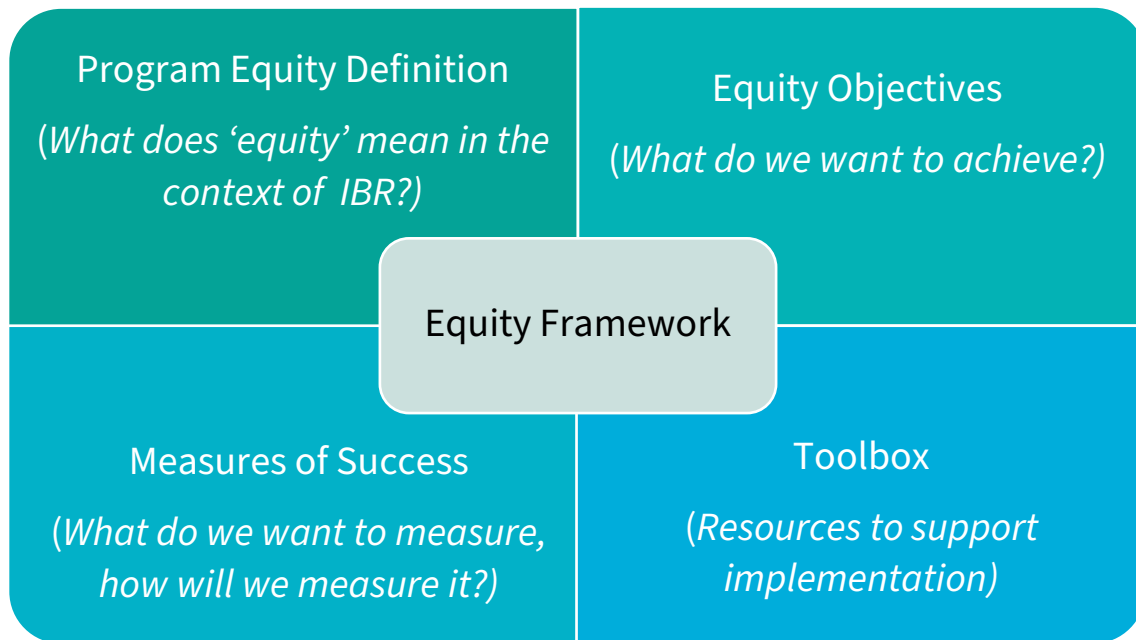 Program Equity Definition
(What does ‘equity’ mean in the
context of  IBR?)
Equity Objectives
(What do we want to achieve?)
Equity Framework
Measures of Success
(What do we want to measure,
how will we measure it?)
Toolbox
(Resources to support
implementation)